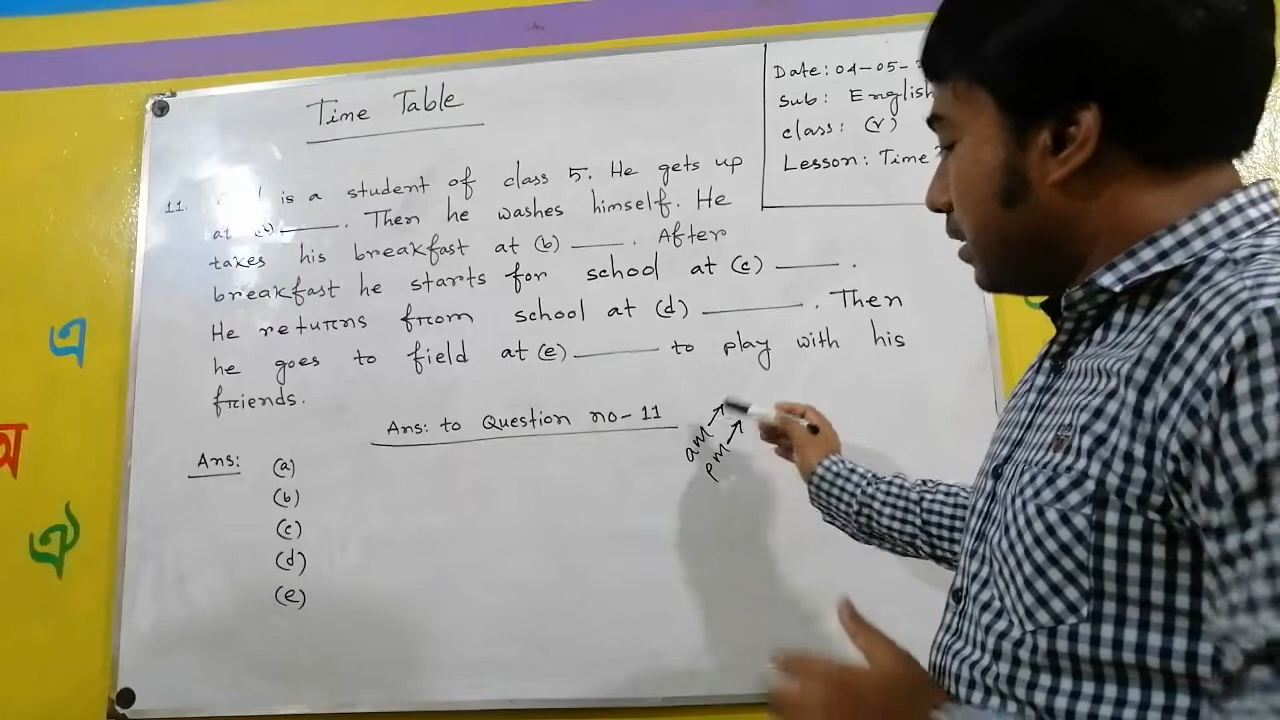 Time Table
Date: 04-05-
Sub: English
class: (V)
Lesson: Time
11. is a student of class 5. He gets up
at (a) ______. Then he washes himself. He
takes his breakfast at (b) ____. After
breakfast he starts for school at (c) ____.
He returns from school at (d) ______. Then
he goes to field at (e) ______ to play with his
friends.
Ans: to Question no-11
Ans: (a)
(b)
(c)
(d)
(e)
am →
pm →
এ
অ
ঐ